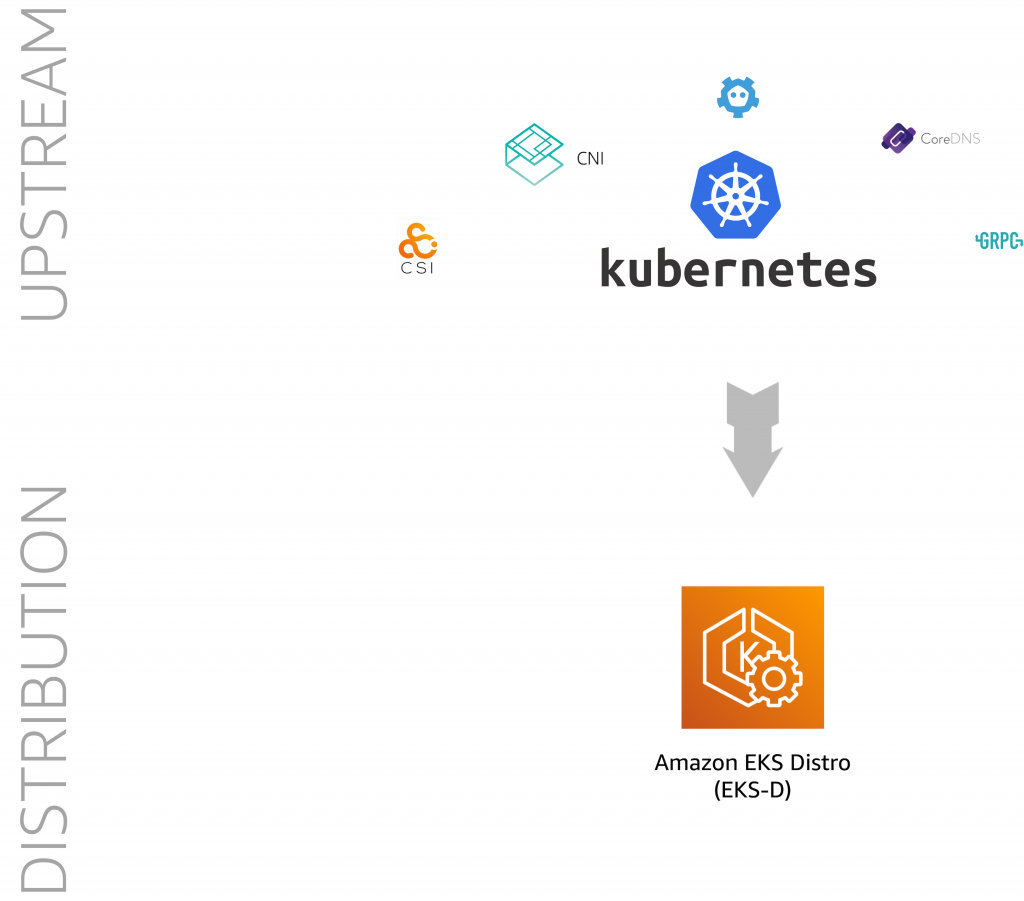 UPSTREAM
CNI
CoreDNS
CSI
GRPC
kubernetes
DISTRIBUTION
K
Amazon EKS Distro
(EKS-D)